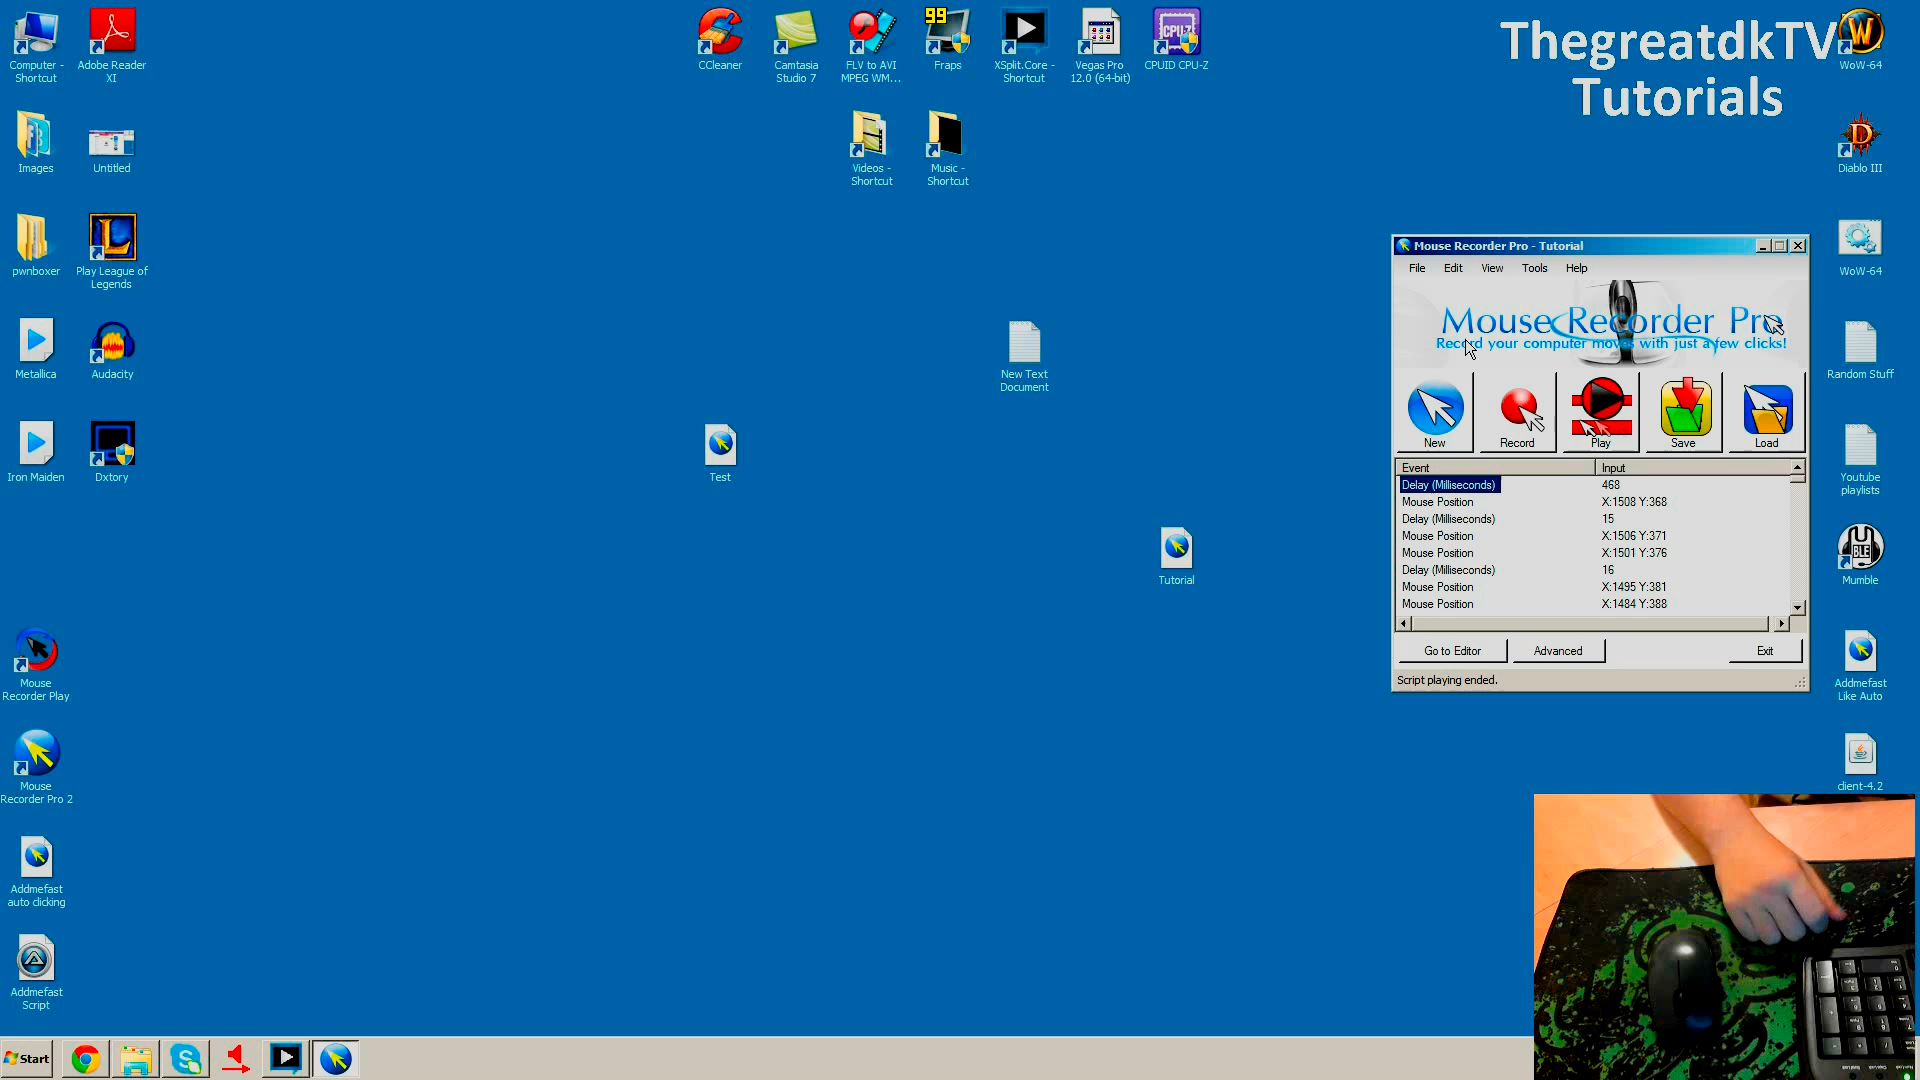 ThegreatdkTV
Tutorials
Computer -
Shortcut
Adobe Reader
XI
CCleaner
Camtasia
Studio 7
FLV to AVI
MPEG WM...
99
Fraps
XSplit.Core -
Shortcut
Vegas Pro
12.0 (64-bit)
CPU-Z
CPUID CPU-Z
WoW-64
Images
Untitled
Videos -
Shortcut
Music -
Shortcut
Diablo III
pwnboxer
Play League of
Legends
WoW-64
Metallica
Audacity
New Text
Document
Random Stuff
Iron Maiden
Dxtory
Test
Youtube
playlists
Tutorial
Mumble
Mouse
Recorder Play
Addmefast
Like Auto
Mouse
Recorder Pro 2
client-4.2
Addmefast
auto clicking
Addmefast
Script
Mouse Recorder Pro - Tutorial
File Edit View Tools Help
Mouse Recorder Pro
Record your computer moves with just a few clicks!
New Record Play Save Load
Event Input
Delay (Milliseconds) 468
Mouse Position X:1508 Y:368
Delay (Milliseconds) 15
Mouse Position X:1506 Y:371
Mouse Position X:1501 Y:376
Delay (Milliseconds) 16
Mouse Position X:1495 Y:381
Mouse Position X:1484 Y:388
Go to Editor Advanced Exit
Script playing ended.
Start